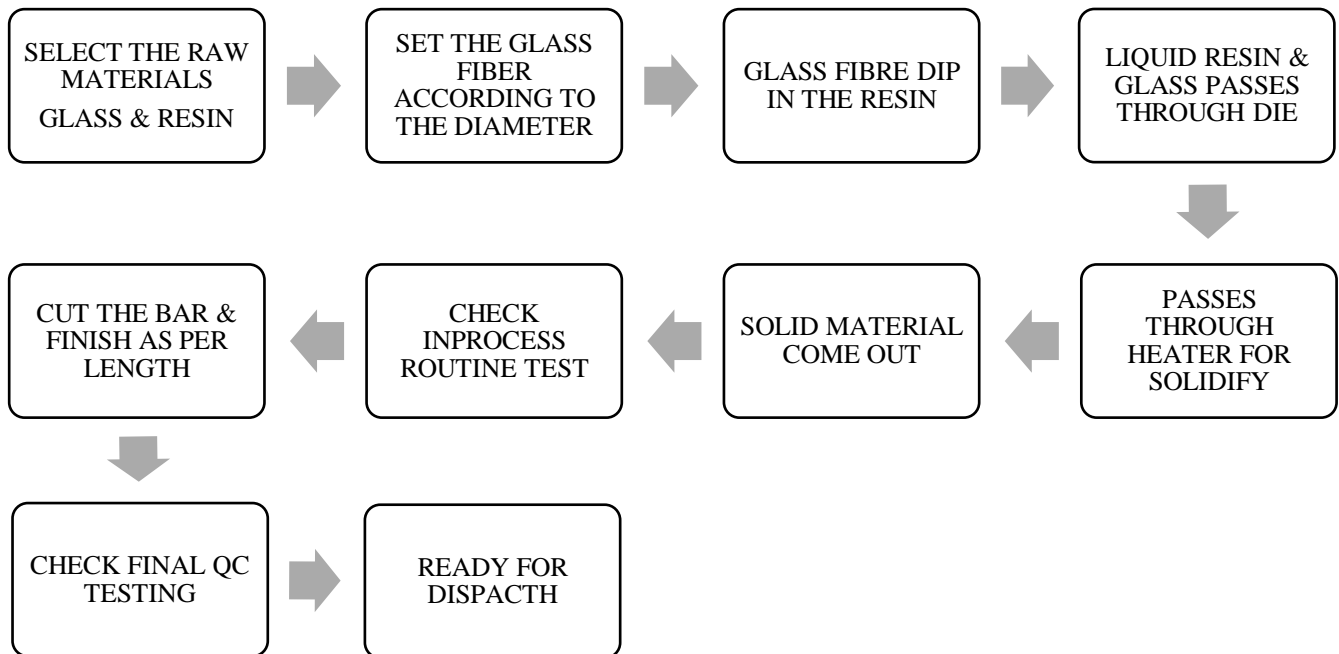 SELECT THE RAW
MATERIALS
GLASS & RESIN
SET THE GLASS
FIBER
ACCORDING TO
THE DIAMETER
GLASS FIBRE DIP
IN THE RESIN
LIQUID RESIN &
GLASS PASSES
THROUGH DIE
PASSES
THROUGH
HEATER FOR
SOLIDIFY
SOLID MATERIAL
COME OUT
CHECK
INPROCESS
ROUTINE TEST
CUT THE BAR &
FINISH AS PER
LENGTH
CHECK FINAL QC
TESTING
READY FOR
DISPACTH